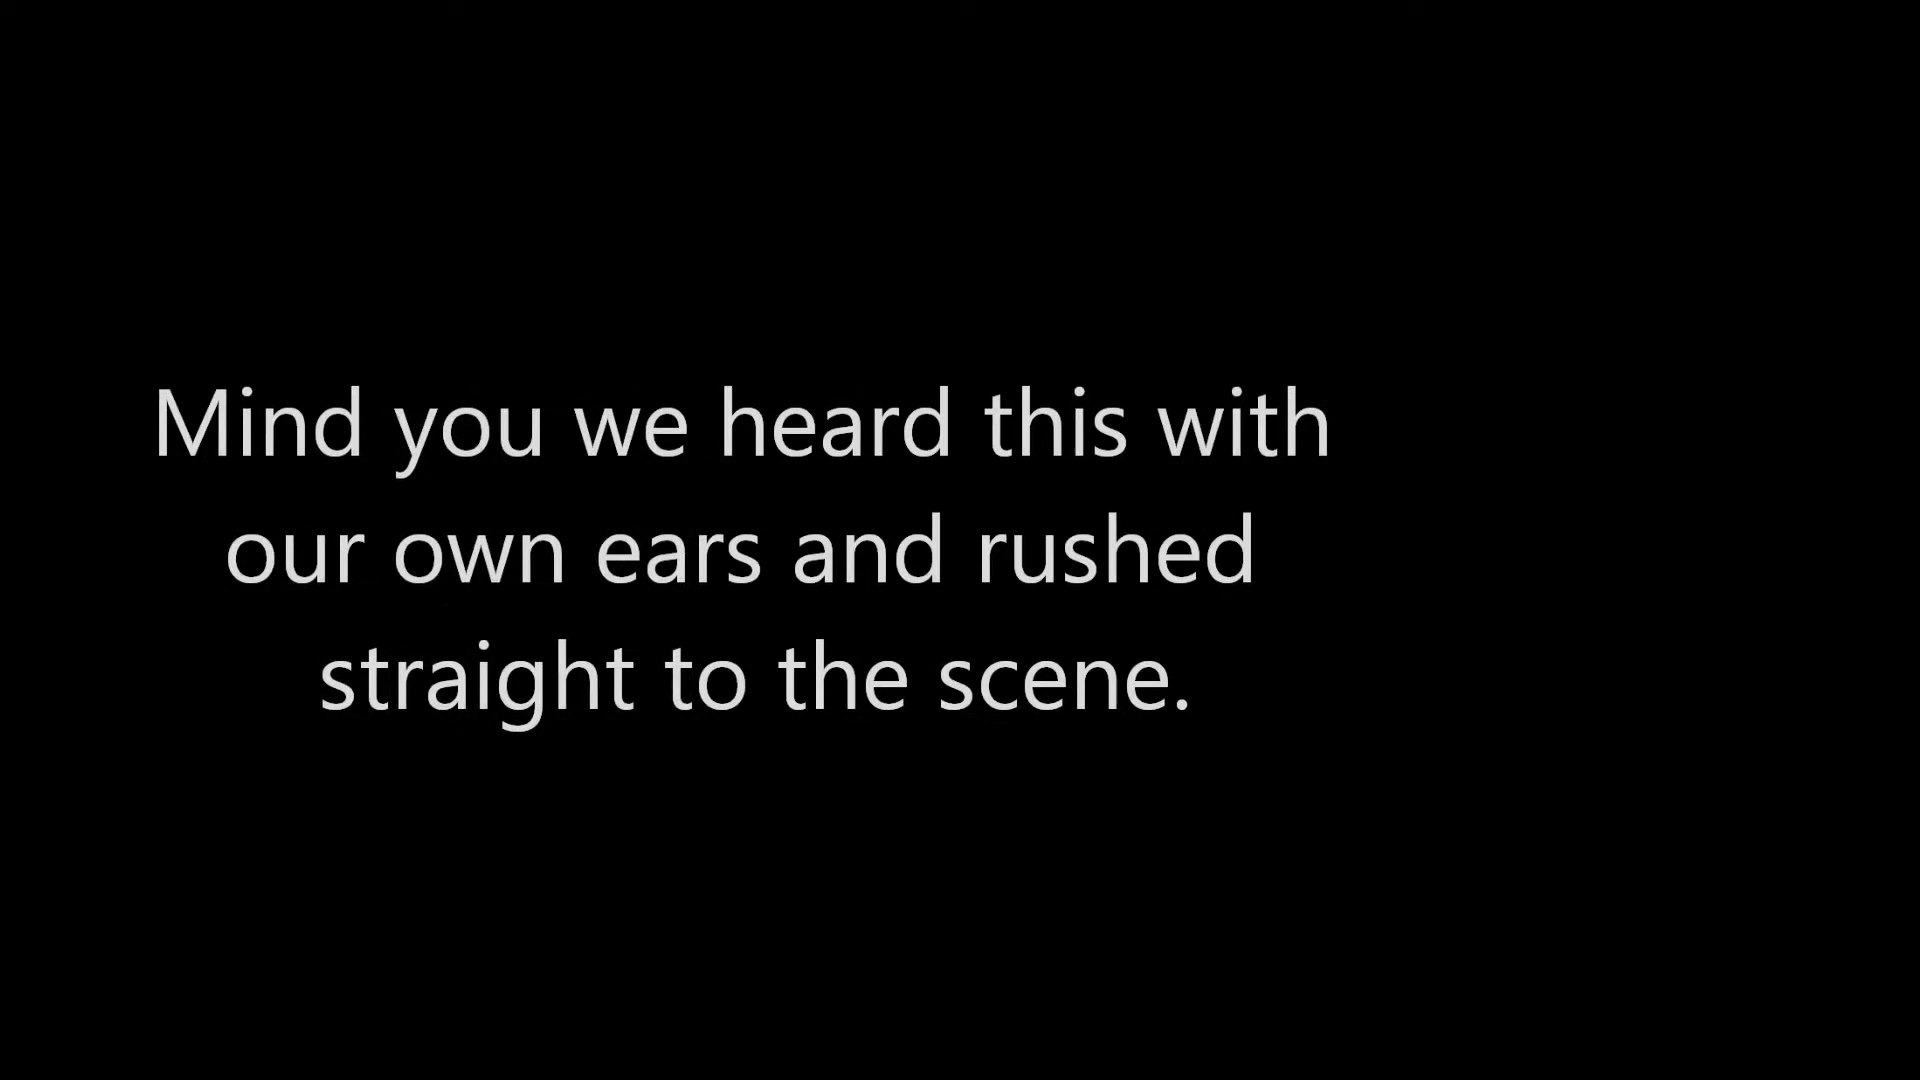 Mind you we heard this with
our own ears and rushed
straight to the scene.